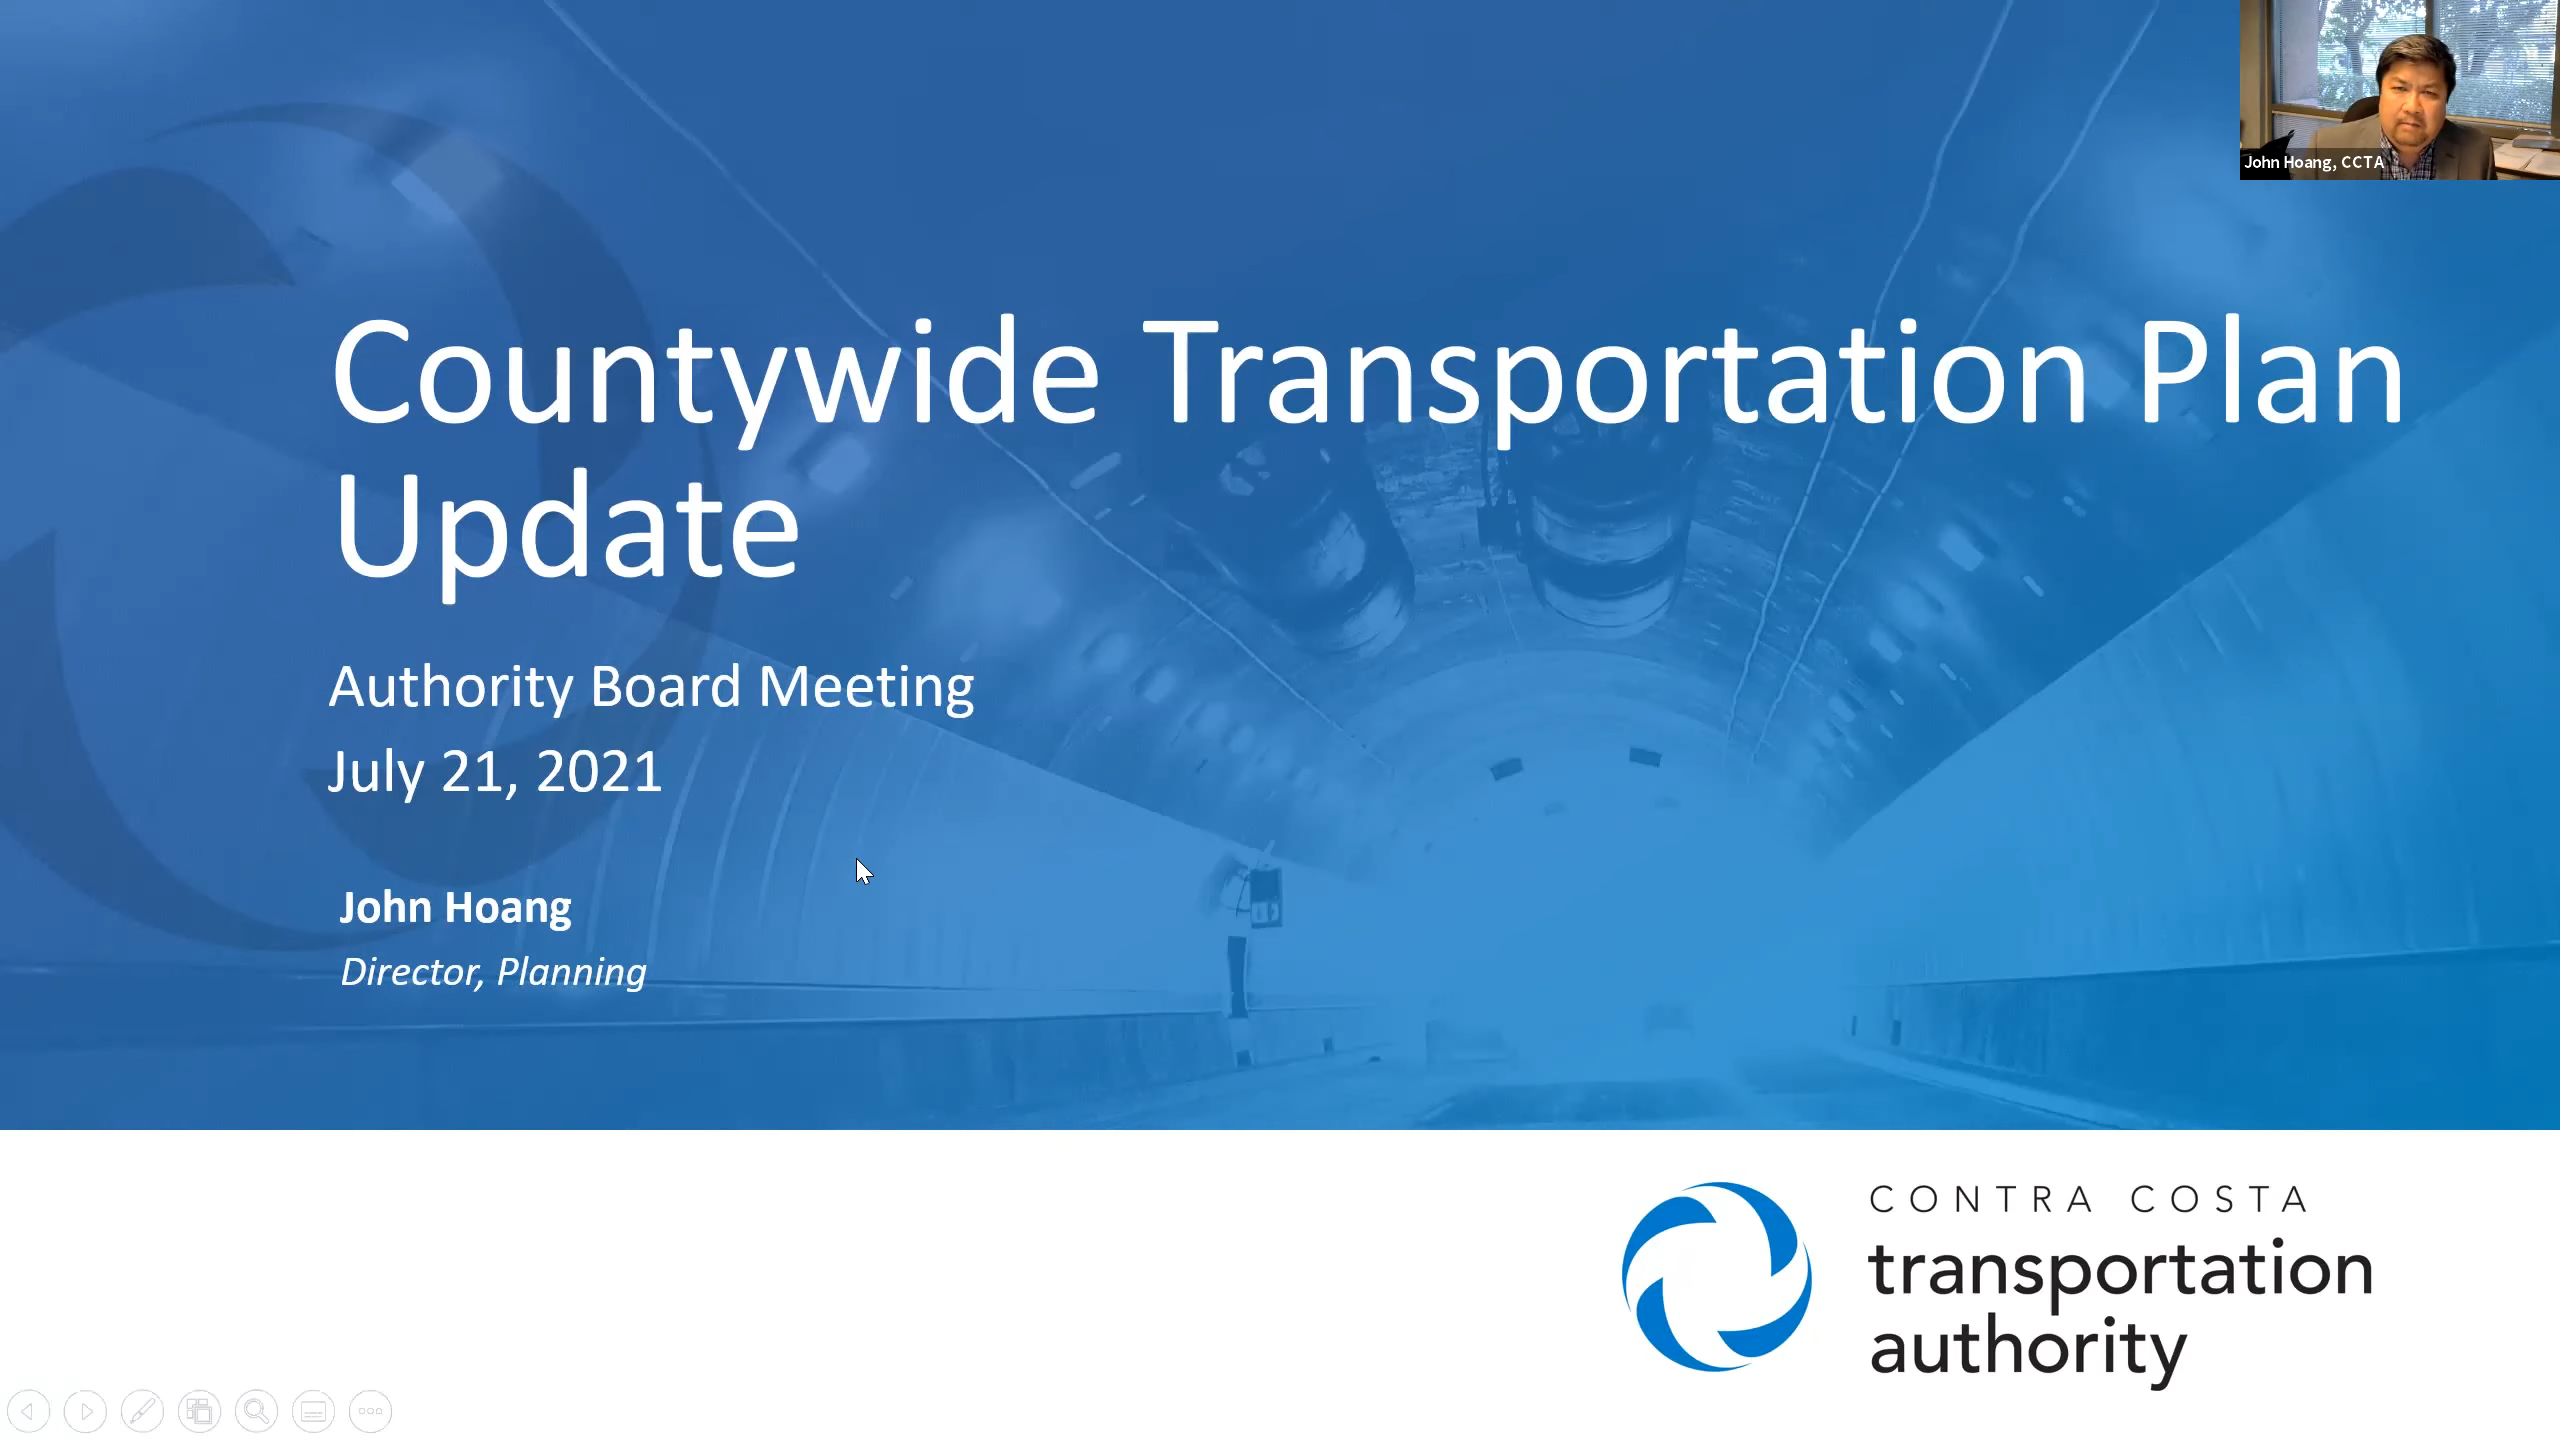 John Hoang, CCTA
Countywide Transportation Plan
Update
Authority Board Meeting
July 21, 2021
John Hoang
Director, Planning
CONTRA COSTA
transportation
authority